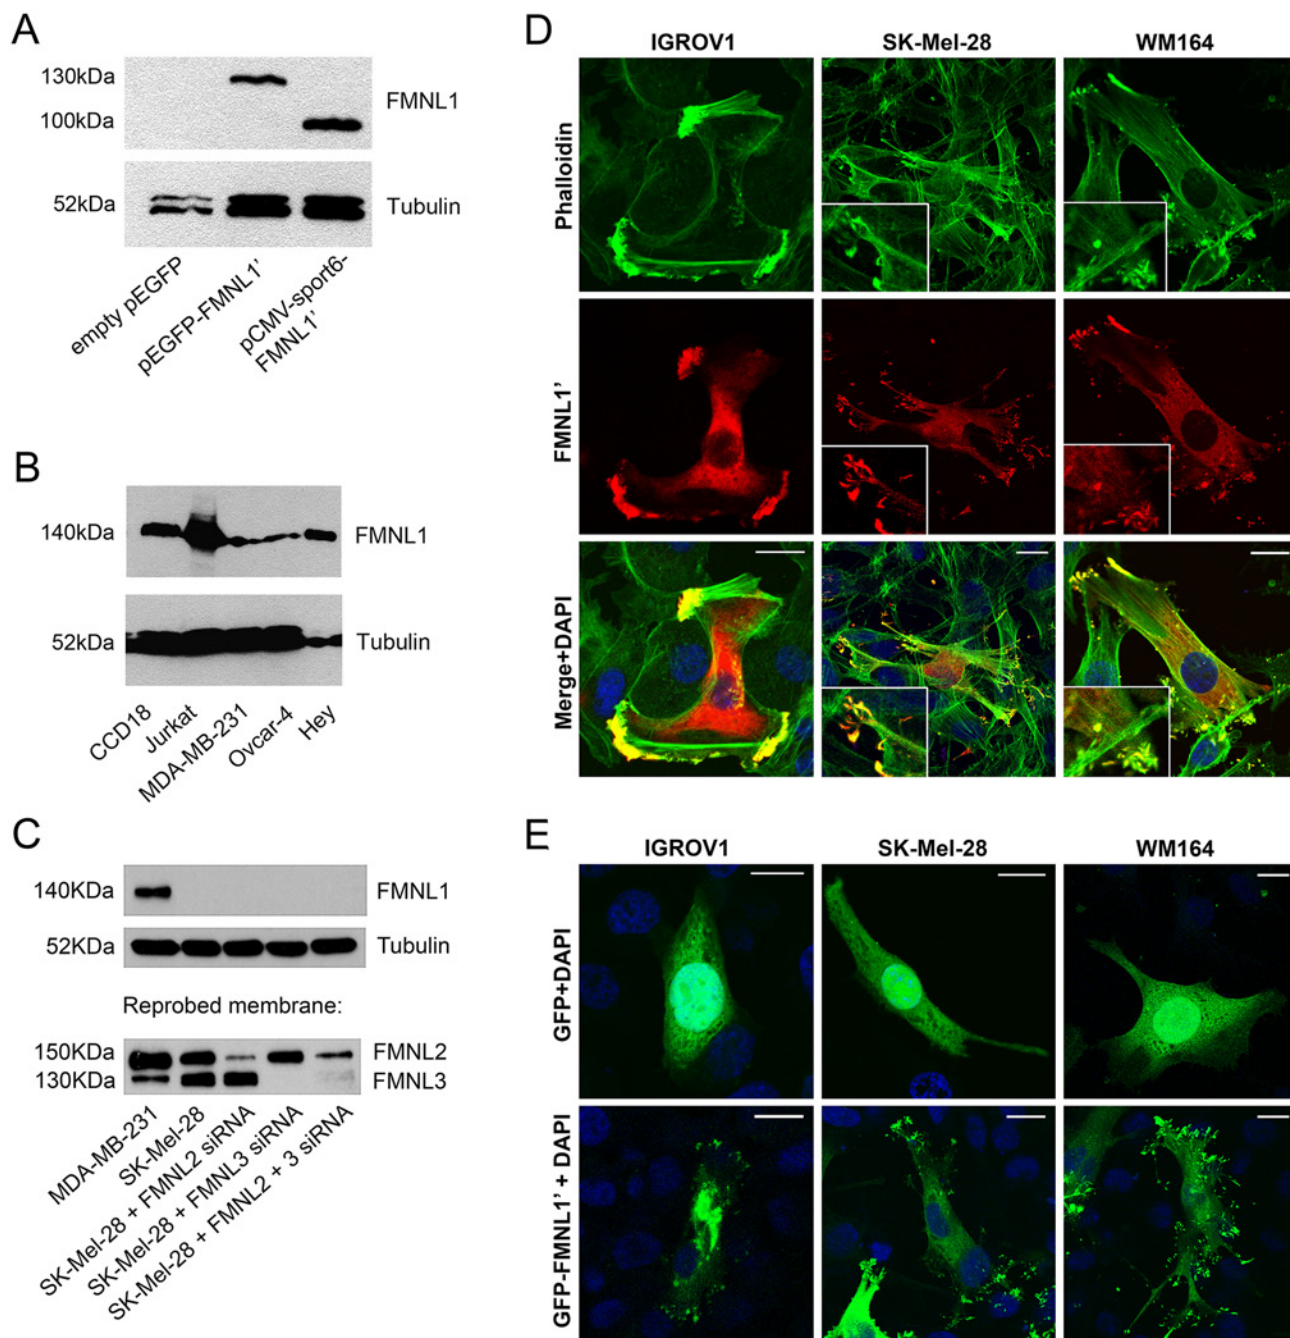 A
130kDa
100kDa
FMNL1
52kDa
Tubulin
empty pEGFP
pEGFP-FMNL1'
pCMV-sport6-
FMNL1'
B
140kDa
FMNL1
52kDa
Tubulin
CCD18
Jurkat
MDA-MB-231
Ovcar-4
Hey
C
140KDa
FMNL1
52KDa
Tubulin
Reprobed membrane:
150KDa
FMNL2
130KDa
FMNL3
MDA-MB-231
SK-Mel-28
SK-Mel-28 + FMNL2 siRNA
SK-Mel-28 + FMNL3 siRNA
SK-Mel-28 + FMNL2 + 3 siRNA
D
IGROV1
SK-Mel-28
WM164
Phalloidin
FMNL1'
Merge+DAPI
E
IGROV1
SK-Mel-28
WM164
GFP+DAPI
GFP-FMNL1' + DAPI